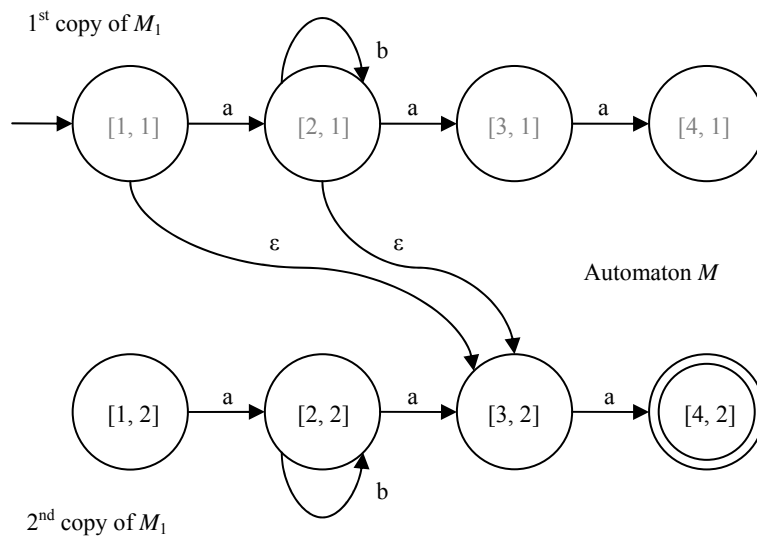 1st copy of M1
b
[1, 1] a [2, 1] a [3, 1] a [4, 1]
ε ε
Automaton M
[1, 2] a [2, 2] a [3, 2] a [4, 2]
b
2nd copy of M1